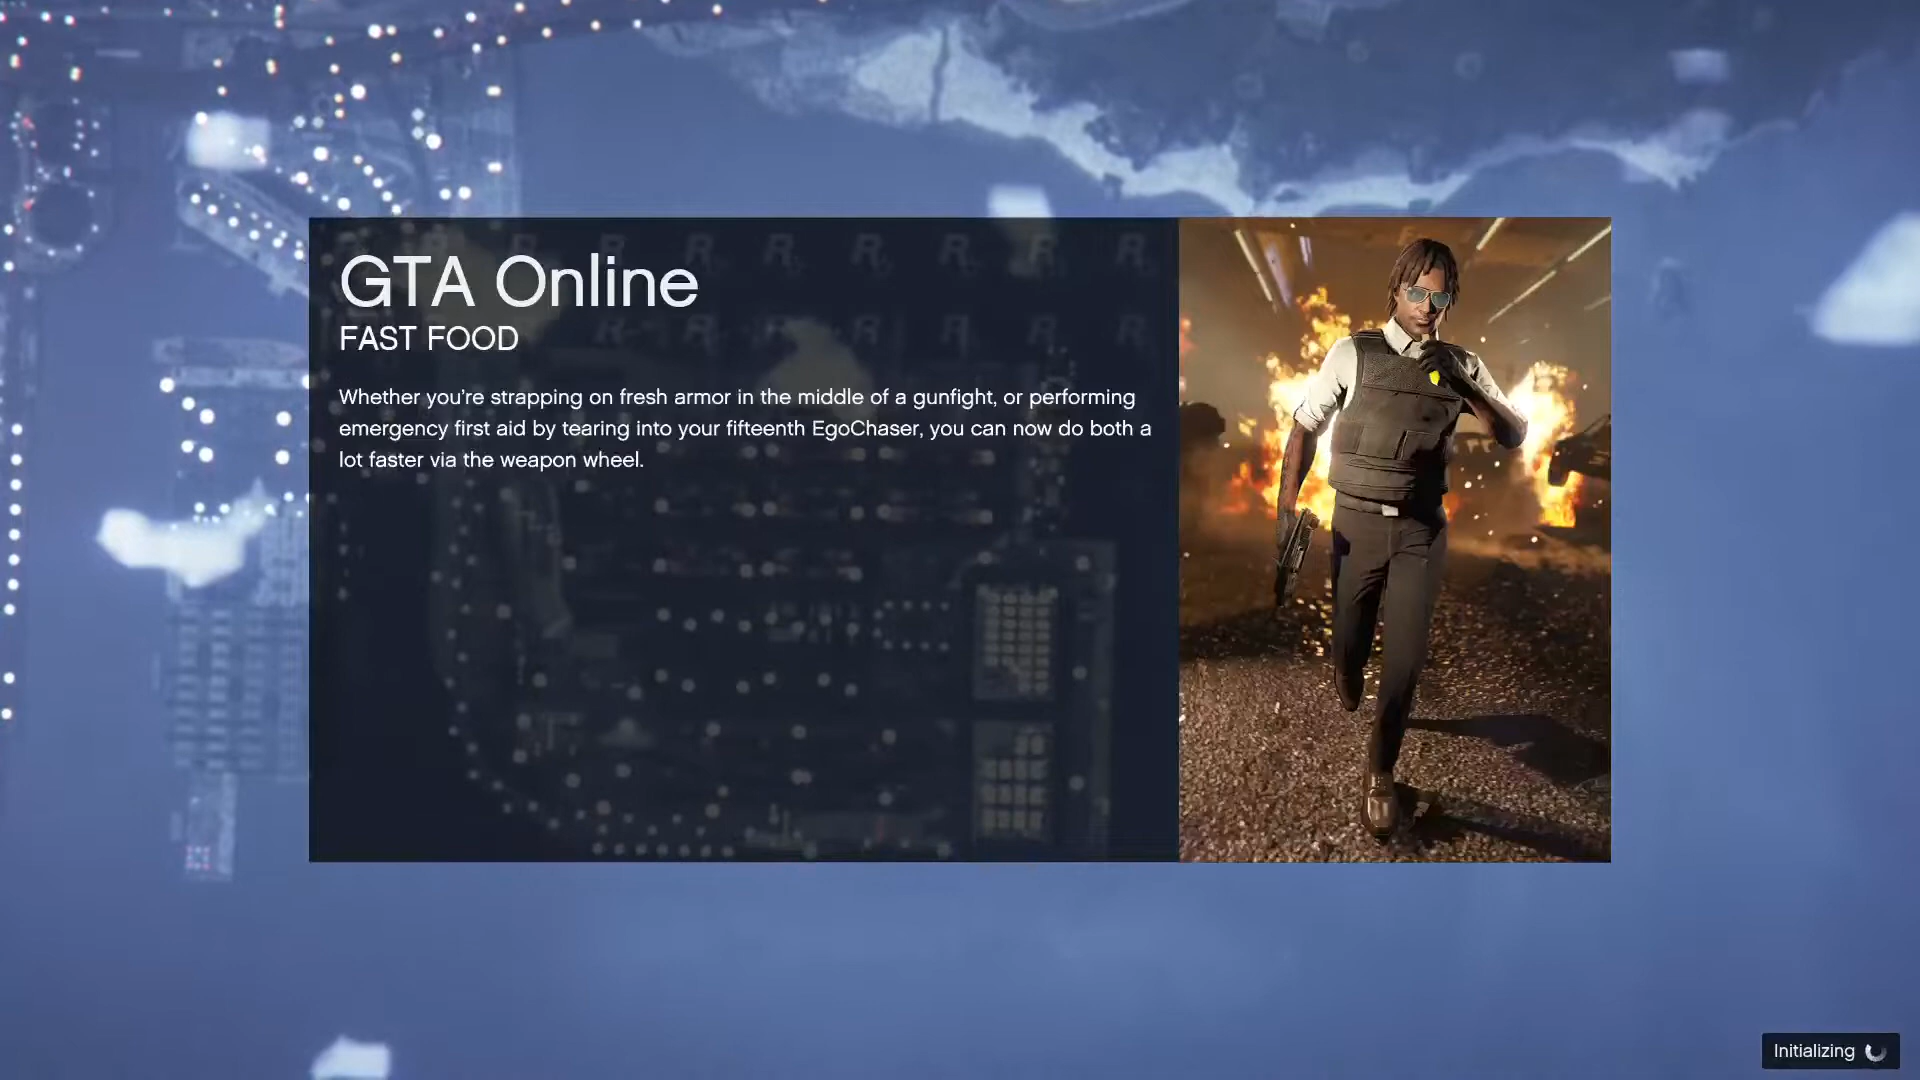 GTA Online
FAST FOOD
Whether you're strapping on fresh armor in the middle of a gunfight, or performing
emergency first aid by tearing into your fifteenth EgoChaser, you can now do both a
lot faster via the weapon wheel.
Initializing